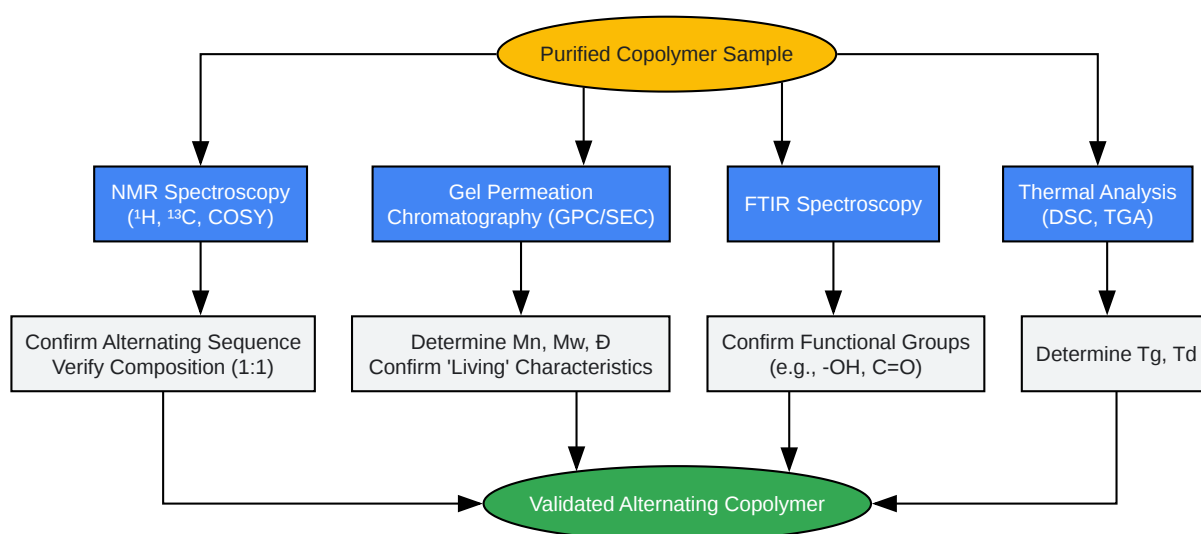 Purified Copolymer Sample
NMR Spectroscopy
(¹H, ¹³C, COSY)
Gel Permeation
Chromatography (GPC/SEC)
FTIR Spectroscopy
Thermal Analysis
(DSC, TGA)
Confirm Alternating Sequence
Verify Composition (1:1)
Determine Mn, Mw, Đ
Confirm 'Living' Characteristics
Confirm Functional Groups
(e.g., -OH, C=O)
Determine Tg, Td
Validated Alternating Copolymer